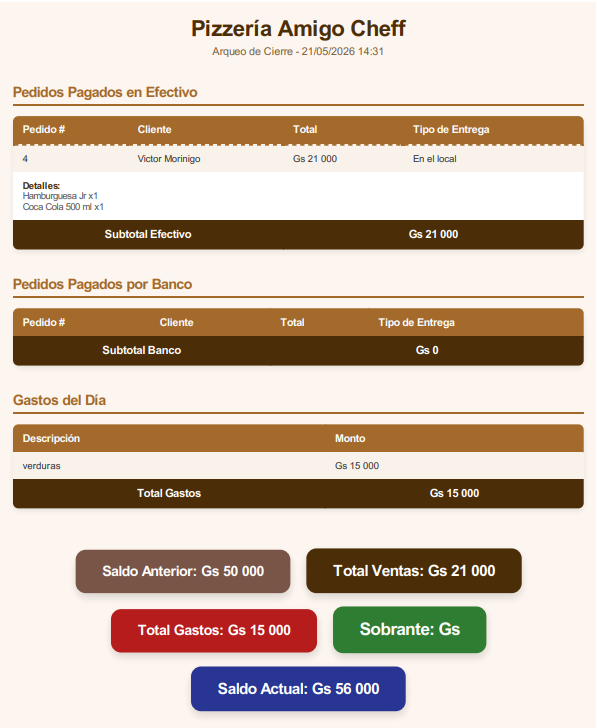 Pizzería Amigo Cheff
Arqueo de Cierre - 21/05/2026 14:31
Pedidos Pagados en Efectivo
Pedido # Cliente Total Tipo de Entrega
4 Victor Morinigo Gs 21 000 En el local
Detalles:
Hamburguesa Jr x1
Coca Cola 500 ml x1
Subtotal Efectivo Gs 21 000
Pedidos Pagados por Banco
Pedido # Cliente Total Tipo de Entrega
Subtotal Banco Gs 0
Gastos del Día
Descripción Monto
verduras Gs 15 000
Total Gastos Gs 15 000
Saldo Anterior: Gs 50 000 Total Ventas: Gs 21 000
Total Gastos: Gs 15 000 Sobrante: Gs
Saldo Actual: Gs 56 000